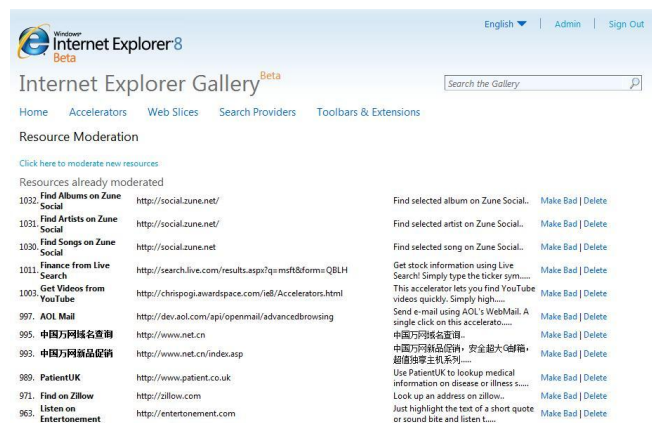 English | Admin | Sign Out
Windows
Internet Explorer 8
Beta
Internet Explorer Gallery Beta
Search the Gallery
Home Accelerators Web Slices Search Providers Toolbars & Extensions
Resource Moderation
Click here to moderate new resources
Resources already moderated
1032. Find Albums on Zune Social http://social.zune.net/ Find selected album on Zune Social.. Make Bad | Delete
1031. Find Artists on Zune Social http://social.zune.net/ Find selected artist on Zune Social.. Make Bad | Delete
1030. Find Songs on Zune Social http://social.zune.net Find selected song on Zune Social.. Make Bad | Delete
1011. Finance from Live Search http://search.live.com/results.aspx?q=msft&form=QBLH Get stock information using Live Search! Simply type the ticker sym..... Make Bad | Delete
1003. Get Videos from YouTube http://chrispogi.awardspace.com/ie8/Accelerators.html This accelerator lets you find YouTube videos quickly. Simply high..... Make Bad | Delete
997. AOL Mail http://dev.aol.com/api/openmail/advancedbrowsing Send e-mail using AOL's WebMail. A single click on this accelerato..... Make Bad | Delete
995. 中国万网域名查询 http://www.net.cn 中国万网域名查询.. Make Bad | Delete
993. 中国万网新品促销 http://www.net.cn/index.asp 中国万网新品促销，安全超大G邮箱，超值独享主机系列..... Make Bad | Delete
989. PatientUK http://www.patient.co.uk Use PatientUK to lookup medical information on disease or illness s..... Make Bad | Delete
971. Find on Zillow http://zillow.com Look up an address on zillow.. Make Bad | Delete
963. Listen on Entertonement http://entertonement.com Just highlight the text of a short quote or sound bite and listen t..... Make Bad | Delete